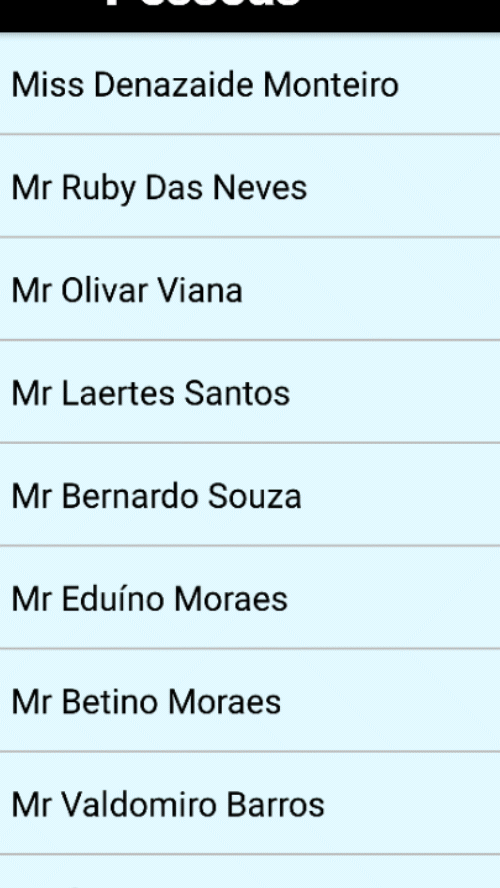 Miss Denazaide Monteiro
Mr Ruby Das Neves
Mr Olivar Viana
Mr Laertes Santos
Mr Bernardo Souza
Mr Eduíno Moraes
Mr Betino Moraes
Mr Valdomiro Barros